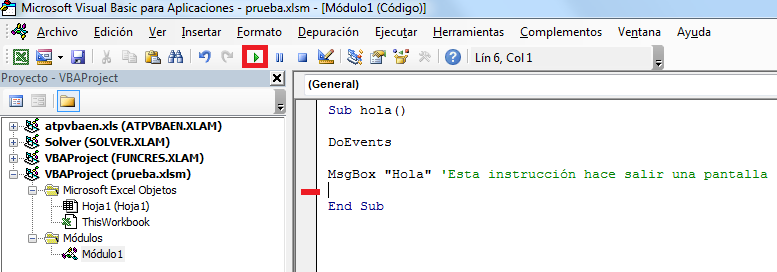 Microsoft Visual Basic para Aplicaciones - prueba.xlsm - [Módulo1 (Código)]
Archivo Edición Ver Insertar Formato Depuración Ejecutar Herramientas Complementos Ventana Ayuda
Lín 6, Col 1
Proyecto - VBAProject
(General)
atpvbaen.xls (ATPVBAEN.XLAM)
Solver (SOLVER.XLAM)
VBAProject (FUNCRES.XLAM)
VBAProject (prueba.xlsm)
Microsoft Excel Objetos
Hoja1 (Hoja1)
ThisWorkbook
Módulos
Módulo1
Sub hola()
DoEvents
MsgBox "Hola" 'Esta instrucción hace salir una pantalla
End Sub